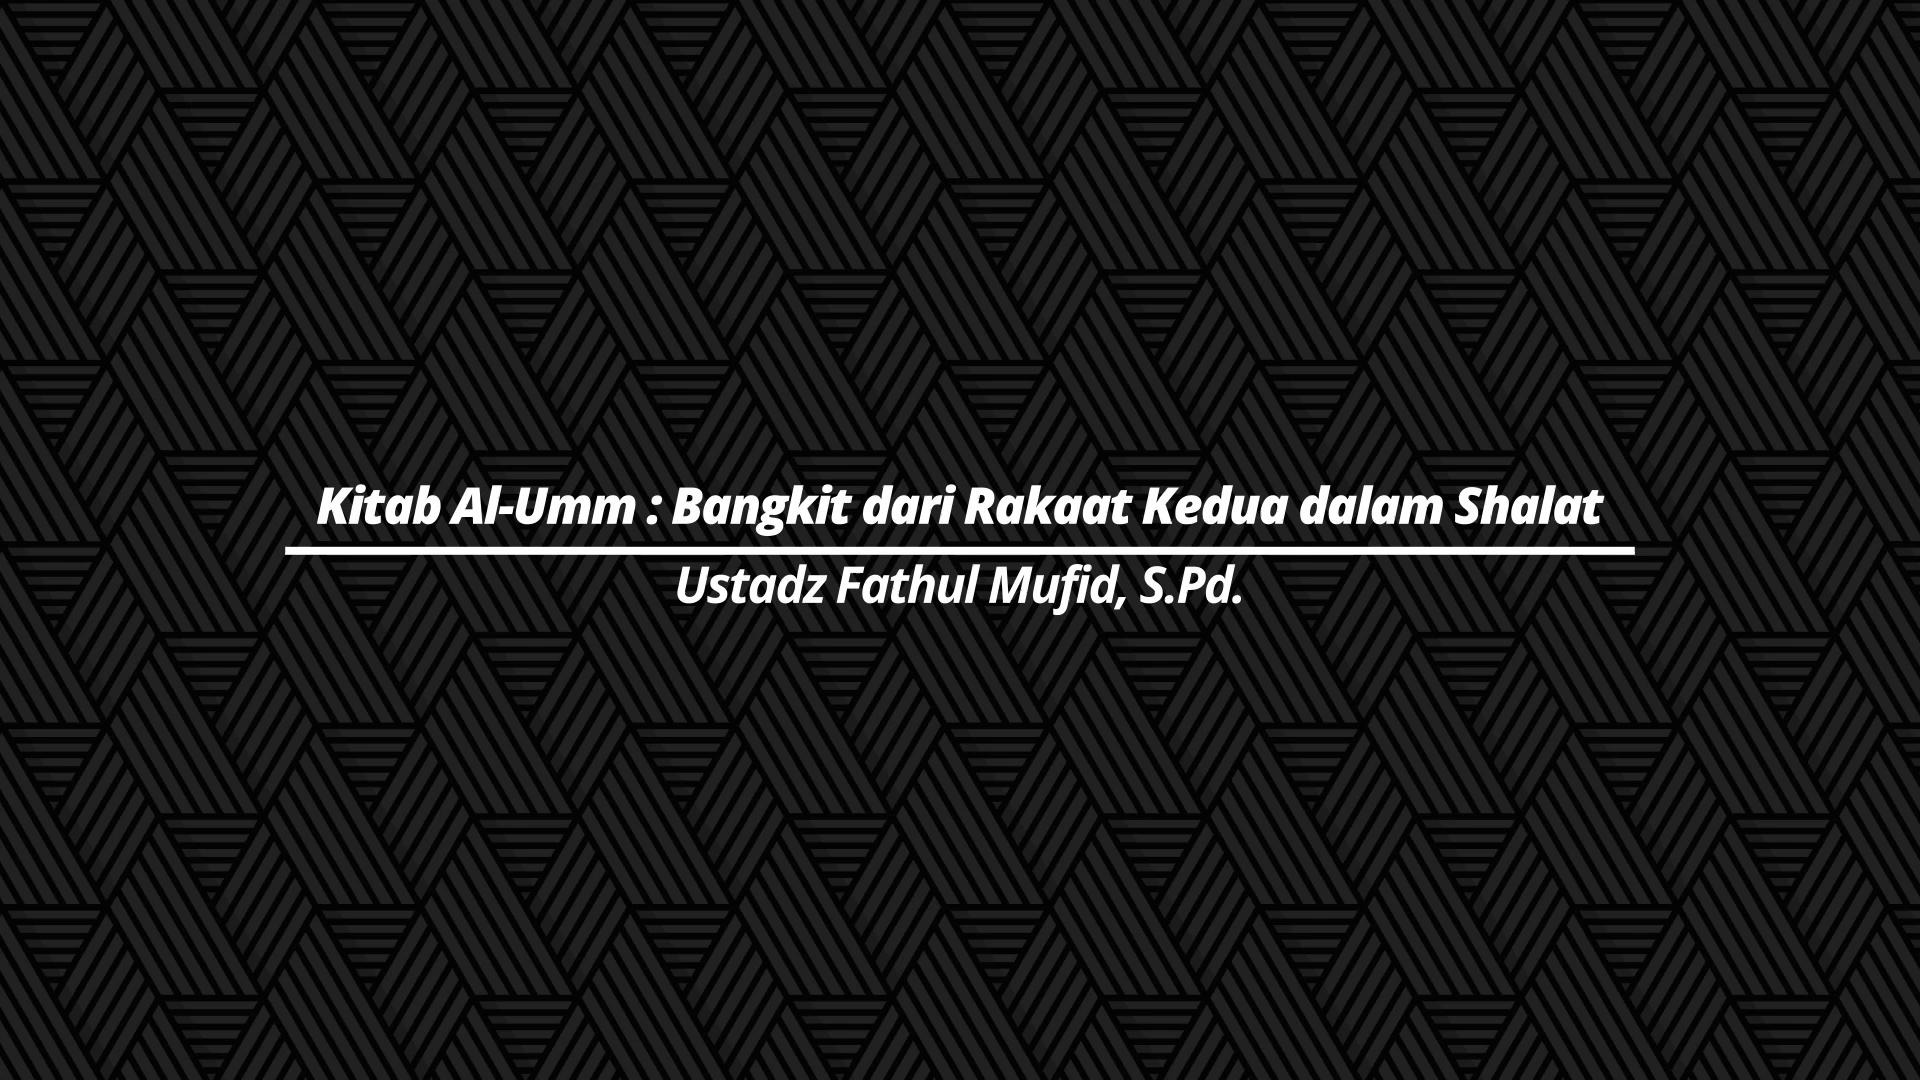 Kitab Al-Umm : Bangkit dari Rakaat Kedua dalam Shalat
Ustadz Fathul Mufid, S.Pd.